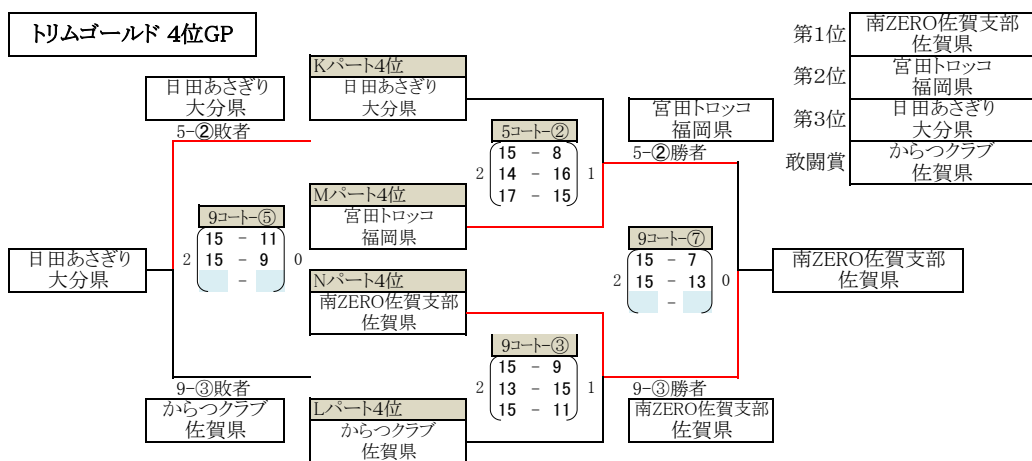 トリムゴールド 4位GP
第1位 南ZERO佐賀支部
佐賀県
第2位 宮田トロッコ
福岡県
第3位 日田あさぎり
大分県
敢闘賞 からつクラブ
佐賀県
Kパート4位
日田あさぎり
大分県
日田あさぎり
大分県
5-②敗者
宮田トロッコ
福岡県
5-②勝者
5コート-②
15 - 8
2 14 - 16 1
17 - 15
Mパート4位
宮田トロッコ
福岡県
9コート-⑤
15 - 11
2 15 - 9 0
-
日田あさぎり
大分県
9コート-⑦
15 - 7
2 15 - 13 0
-
南ZERO佐賀支部
佐賀県
Nパート4位
南ZERO佐賀支部
佐賀県
9コート-③
15 - 9
2 13 - 15 1
15 - 11
9-③敗者
からつクラブ
佐賀県
Lパート4位
からつクラブ
佐賀県
9-③勝者
南ZERO佐賀支部
佐賀県